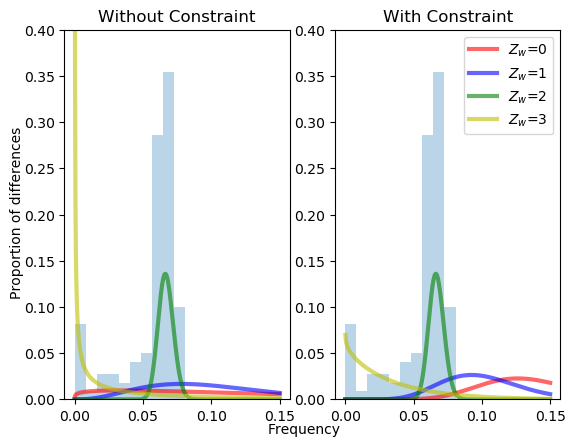 Without Constraint
With Constraint
Proportion of differences
0.40
0.35
0.30
0.25
0.20
0.15
0.10
0.05
0.00
0.00 0.05 0.10 0.15
0.40
0.35
0.30
0.25
0.20
0.15
0.10
0.05
0.00
0.00 0.05 0.10 0.15
Z_w=0
Z_w=1
Z_w=2
Z_w=3
Frequency